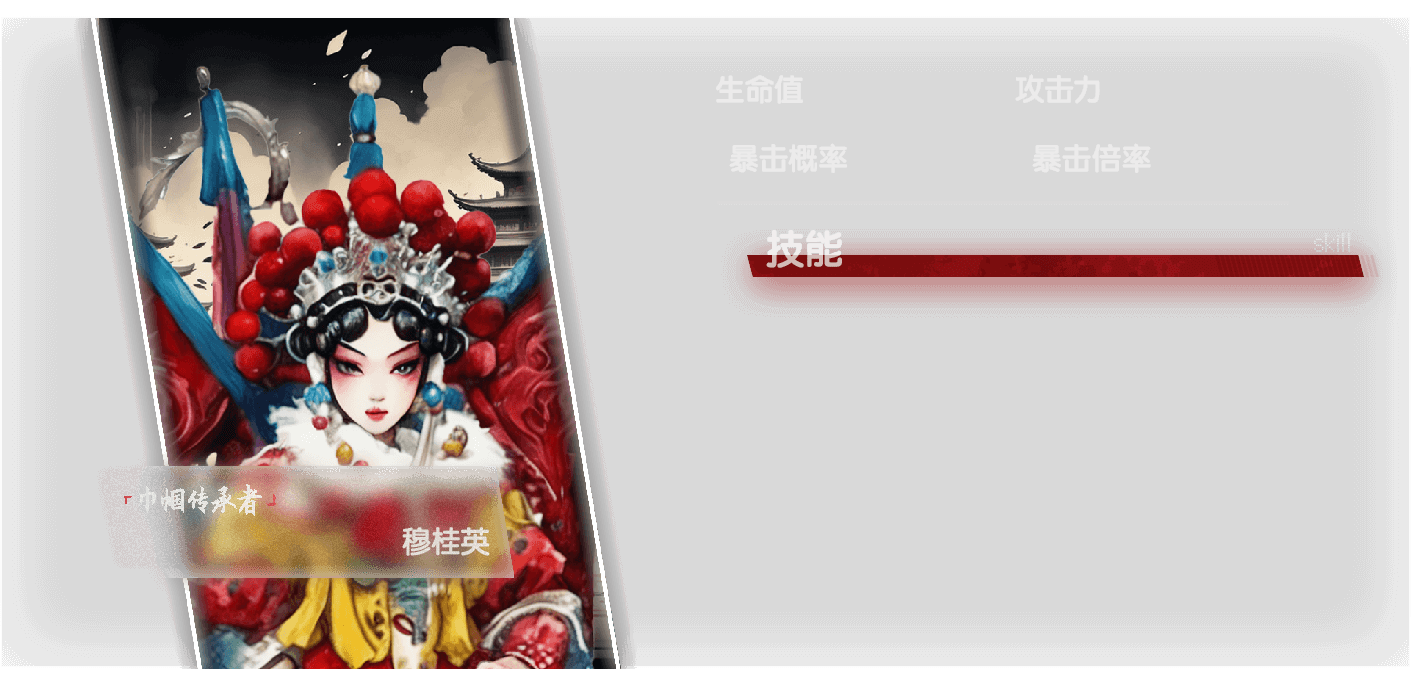 生命值 攻击力
暴击概率 暴击倍率
技能 skill
「巾帼传承者」
穆桂英